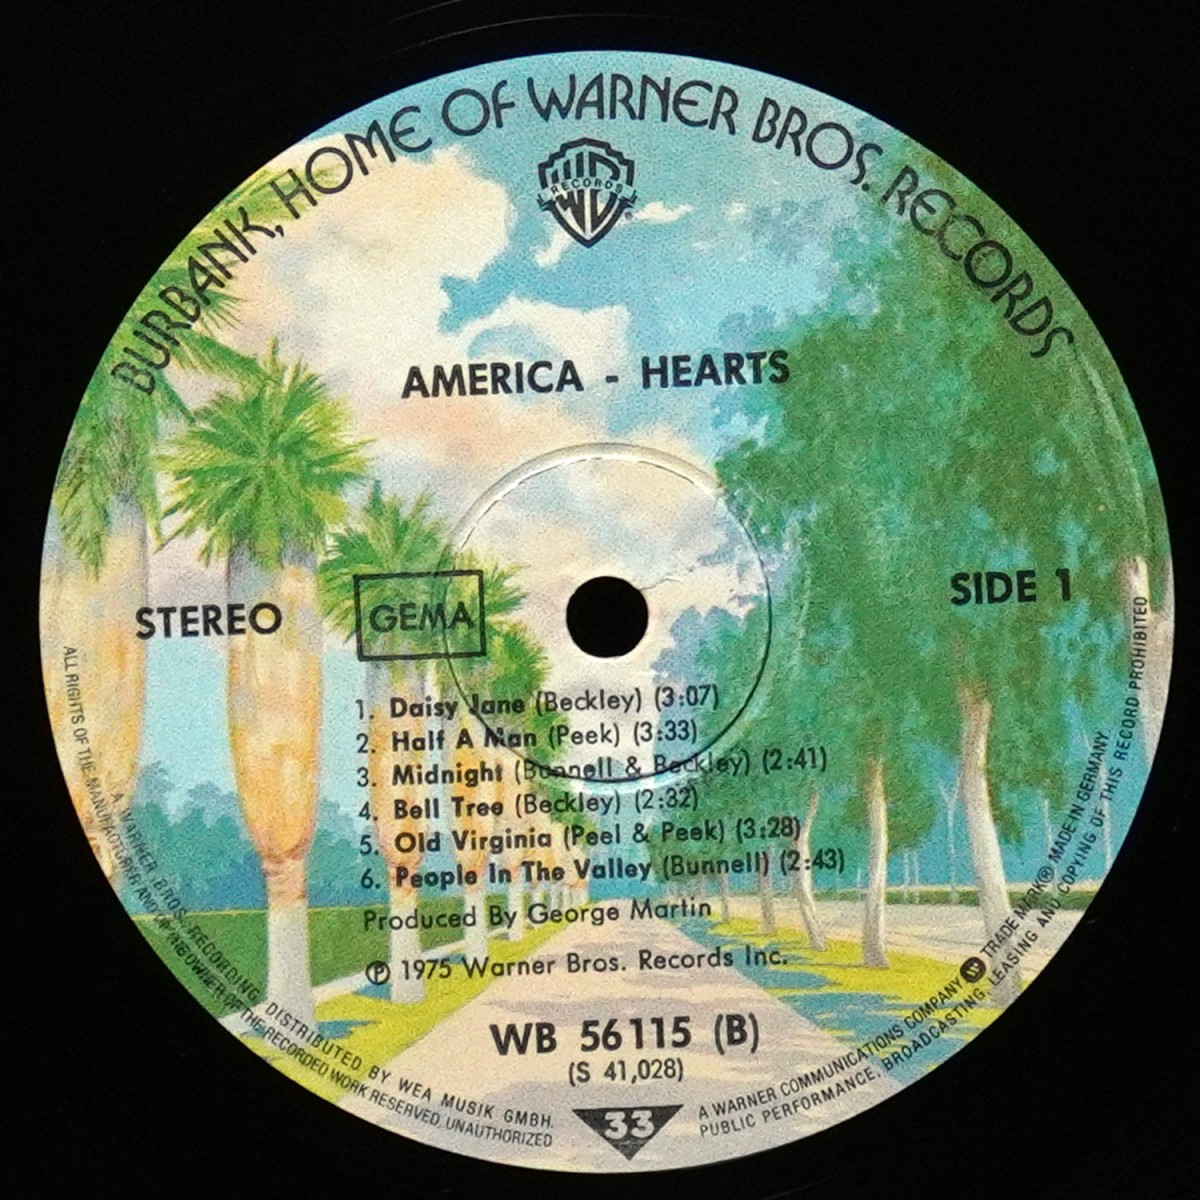 BURBANK, HOME OF WARNER BROS. RECORDS
RECORDS
AMERICA - HEARTS
STEREO
GEMA
SIDE 1
1. Daisy Jane (Beckley) (3:07)
2. Half A Man (Peek) (3:33)
3. Midnight (Bunnell & Beckley) (2:41)
4. Bell Tree (Beckley) (2:32)
5. Old Virginia (Peel & Peek) (3:28)
6. People In The Valley (Bunnell) (2:43)
Produced By George Martin
℗ 1975 Warner Bros. Records Inc.
WB 56115 (B)
(S 41,028)
33
A WARNER BROS. RECORDING DISTRIBUTED BY WEA MUSIK GMBH.
A WARNER COMMUNICATIONS COMPANY TRADE MARK® MADE IN GERMANY
ALL RIGHTS OF THE MANUFACTURER AND OF THE OWNER OF THE RECORDED WORK RESERVED. UNAUTHORIZED
PUBLIC PERFORMANCE, BROADCASTING, LEASING AND COPYING OF THIS RECORD PROHIBITED